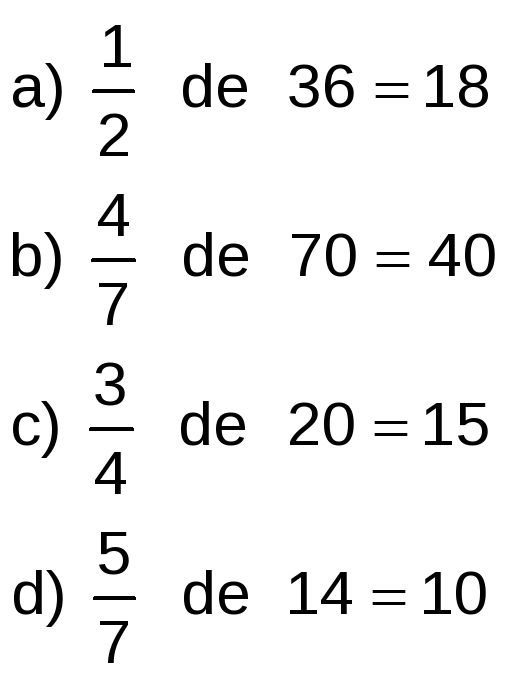 a) 1/2 de 36 = 18
b) 4/7 de 70 = 40
c) 3/4 de 20 = 15
d) 5/7 de 14 = 10